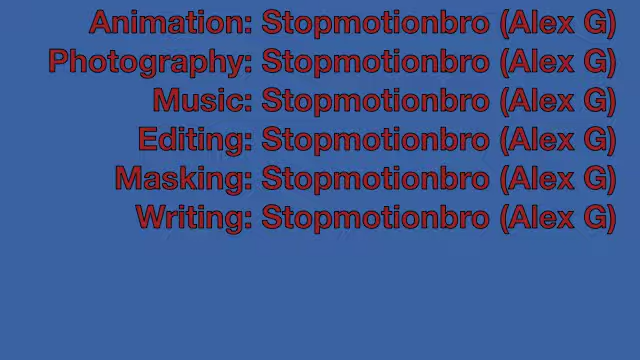 Animation: Stopmotionbro (Alex G)
Photography: Stopmotionbro (Alex G)
Music: Stopmotionbro (Alex G)
Editing: Stopmotionbro (Alex G)
Masking: Stopmotionbro (Alex G)
Writing: Stopmotionbro (Alex G)